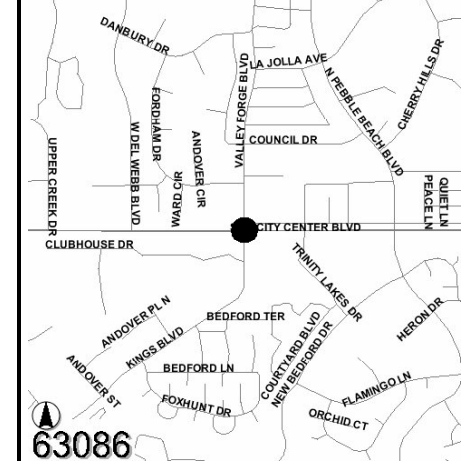 DANBURY DR
LA JOLLA AVE
CHERRY HILLS DR
N PEBBLE BEACH BLVD
VALLEY FORGE BLVD
FORDHAM DR
W DEL WEBB BLVD
ANDOVER CIR
COUNCIL DR
UPPER CREEK DR
WARD CIR
PEACE LN
QUIET LN
CITY CENTER BLVD
CLUBHOUSE DR
TRINITY LAKES DR
ANDOVER PL N
BEDFORD TER
HERON DR
KINGS BLVD
COURTYARD BLVD
NEW BEDFORD DR
ANDOVER ST
BEDFORD LN
FLAMINGO LN
FOXHUNT DR
ORCHID CT
63086